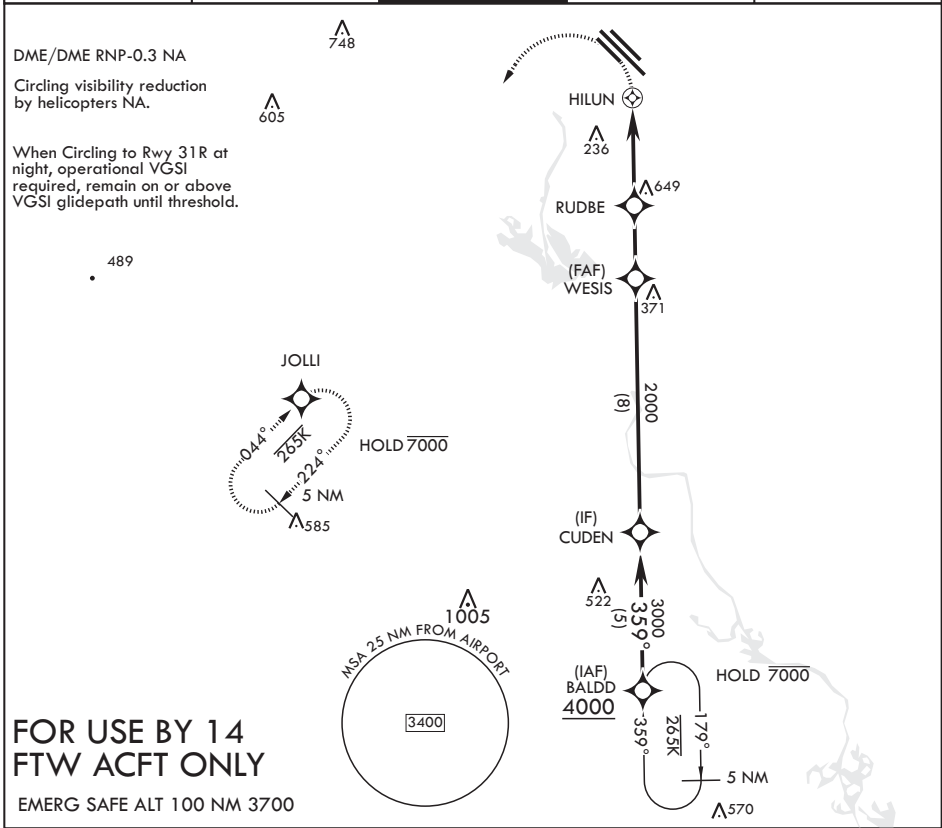 DME/DME RNP-0.3 NA
Circling visibility reduction
by helicopters NA.
When Circling to Rwy 31R at
night, operational VGSI
required, remain on or above
VGSI glidepath until threshold.
748
605
489
HILUN
236
649
RUDBE
(FAF)
WESIS
371
JOLLI
044°
265K
224°
HOLD 7000
5 NM
585
2000
(8)
(IF)
CUDEN
522
3000
359°
(5)
1005
MSA 25 NM FROM AIRPORT
3400
(IAF)
BALDD
4000
HOLD 7000
359°
265K
179°
5 NM
570
FOR USE BY 14
FTW ACFT ONLY
EMERG SAFE ALT 100 NM 3700